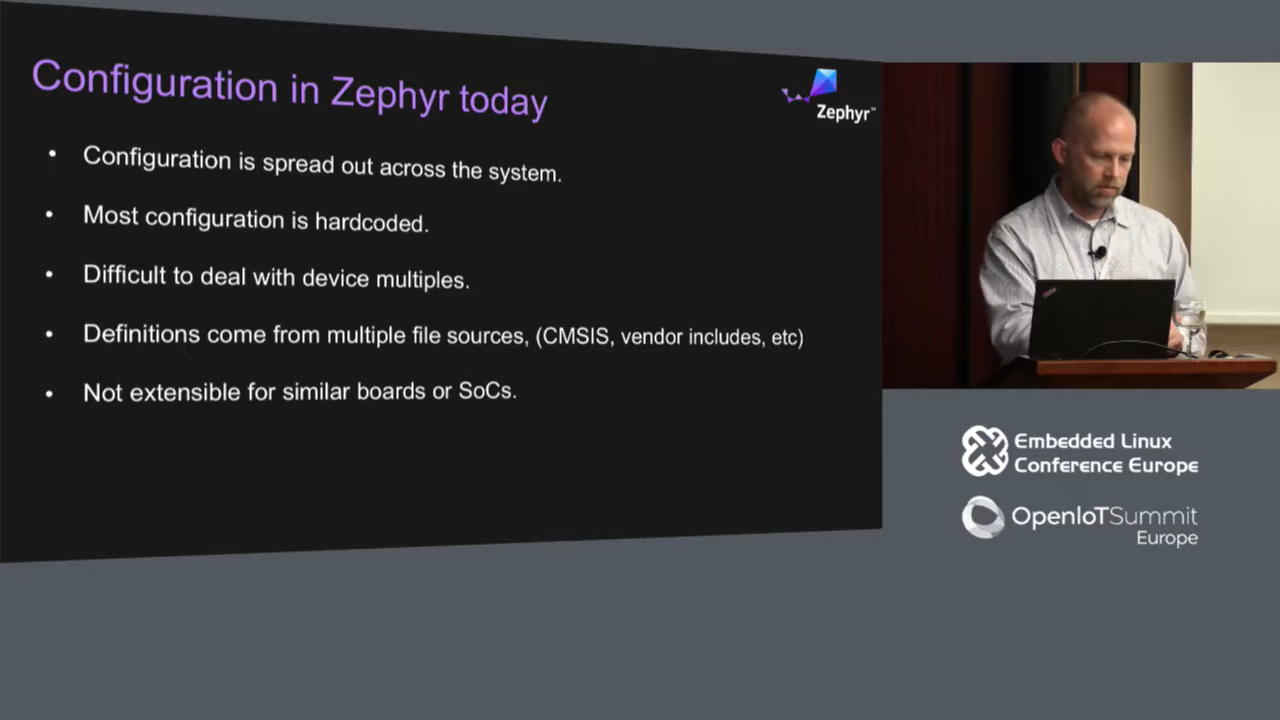 Configuration in Zephyr today
Zephyr™
• Configuration is spread out across the system.
• Most configuration is hardcoded.
• Difficult to deal with device multiples.
• Definitions come from multiple file sources, (CMSIS, vendor includes, etc)
• Not extensible for similar boards or SoCs.
Embedded Linux
Conference Europe
OpenIoTSummit
Europe